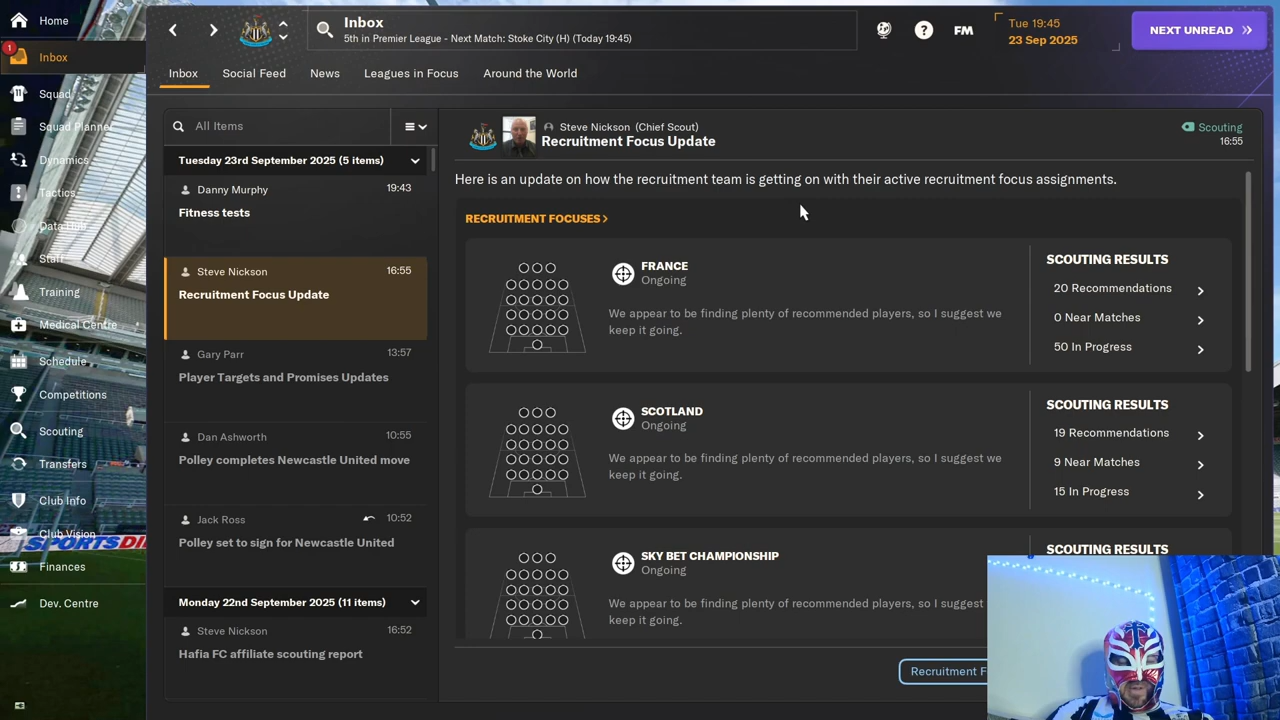 Home
Inbox
5th in Premier League - Next Match: Stoke City (H) (Today 19:45)
FM
Tue 19:45
23 Sep 2025
NEXT UNREAD
1
Inbox
Squad
Squad Planner
Dynamics
Tactics
Data Hub
Staff
Training
Medical Centre
Schedule
Competitions
Scouting
Transfers
Club Info
Club Vision
SPORTS DI
Finances
Dev. Centre
Inbox
Social Feed
News
Leagues in Focus
Around the World
All Items
Tuesday 23rd September 2025 (5 items)
Danny Murphy
19:43
Fitness tests
Steve Nickson
16:55
Recruitment Focus Update
Gary Parr
13:57
Player Targets and Promises Updates
Dan Ashworth
10:55
Polley completes Newcastle United move
Jack Ross
10:52
Polley set to sign for Newcastle United
Monday 22nd September 2025 (11 items)
Steve Nickson
16:52
Hafia FC affiliate scouting report
Steve Nickson (Chief Scout)
Recruitment Focus Update
Scouting
16:55
Here is an update on how the recruitment team is getting on with their active recruitment focus assignments.
RECRUITMENT FOCUSES >
FRANCE
Ongoing
We appear to be finding plenty of recommended players, so I suggest we
keep it going.
SCOUTING RESULTS
20 Recommendations
0 Near Matches
50 In Progress
SCOTLAND
Ongoing
We appear to be finding plenty of recommended players, so I suggest we
keep it going.
SCOUTING RESULTS
19 Recommendations
9 Near Matches
15 In Progress
SKY BET CHAMPIONSHIP
Ongoing
We appear to be finding plenty of recommended players, so I suggest
keep it going.
SCOUTING RESULTS
Recruitment F